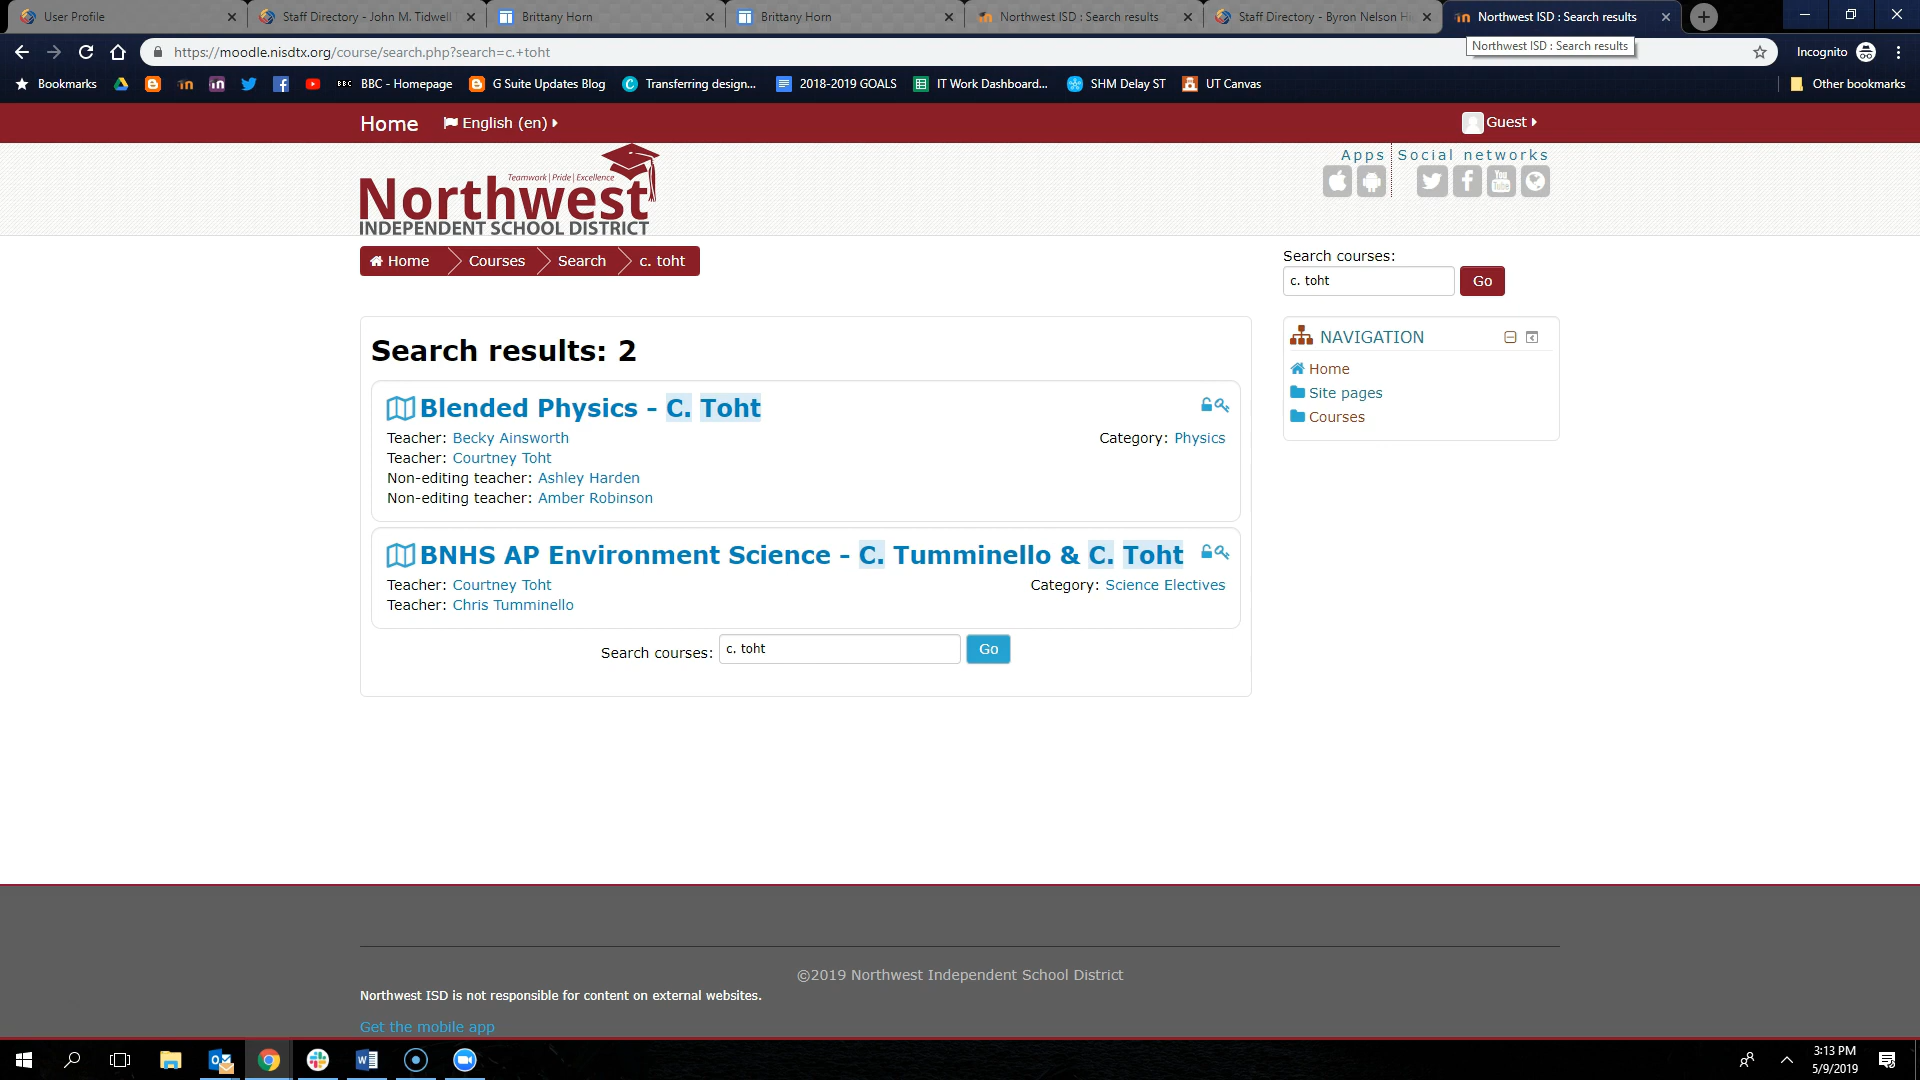 User Profile
Staff Directory - John M. Tidwell
Brittany Horn
Brittany Horn
Northwest ISD : Search results
Staff Directory - Byron Nelson Hi
Northwest ISD : Search results
https://moodle.nisdtx.org/course/search.php?search=c.+toht
Northwest ISD : Search results
Incognito
Bookmarks
BBC BBC - Homepage
G Suite Updates Blog
Transferring design...
2018-2019 GOALS
IT Work Dashboard...
SHM Delay ST
UT Canvas
Other bookmarks
Home
English (en)
Guest
Teamwork | Pride | Excellence
Northwest
INDEPENDENT SCHOOL DISTRICT
Apps
Social networks
You Tube
Home
Courses
Search
c. toht
Search courses:
c. toht Go
Search results: 2
NAVIGATION
Home
Site pages
Courses
Blended Physics - C. Toht
Teacher: Becky Ainsworth
Category: Physics
Teacher: Courtney Toht
Non-editing teacher: Ashley Harden
Non-editing teacher: Amber Robinson
BNHS AP Environment Science - C. Tumminello & C. Toht
Teacher: Courtney Toht
Category: Science Electives
Teacher: Chris Tumminello
Search courses: c. toht Go
©2019 Northwest Independent School District
Northwest ISD is not responsible for content on external websites.
Get the mobile app
3:13 PM
5/9/2019